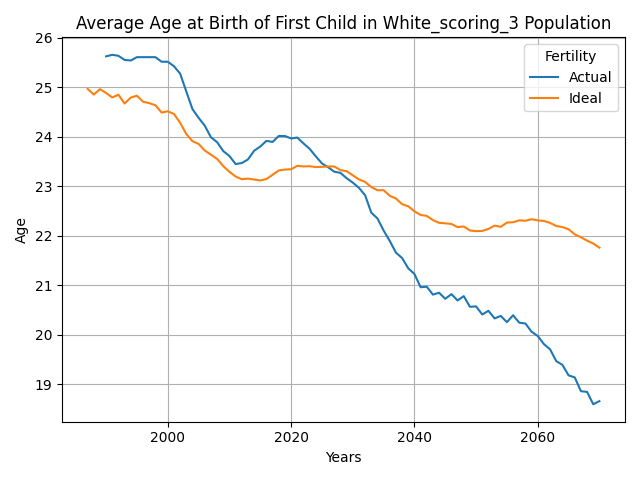 Average Age at Birth of First Child in White_scoring_3 Population
Fertility
Actual
Ideal
26
25
24
23
22
21
20
19
Age
2000
2020
2040
2060
Years